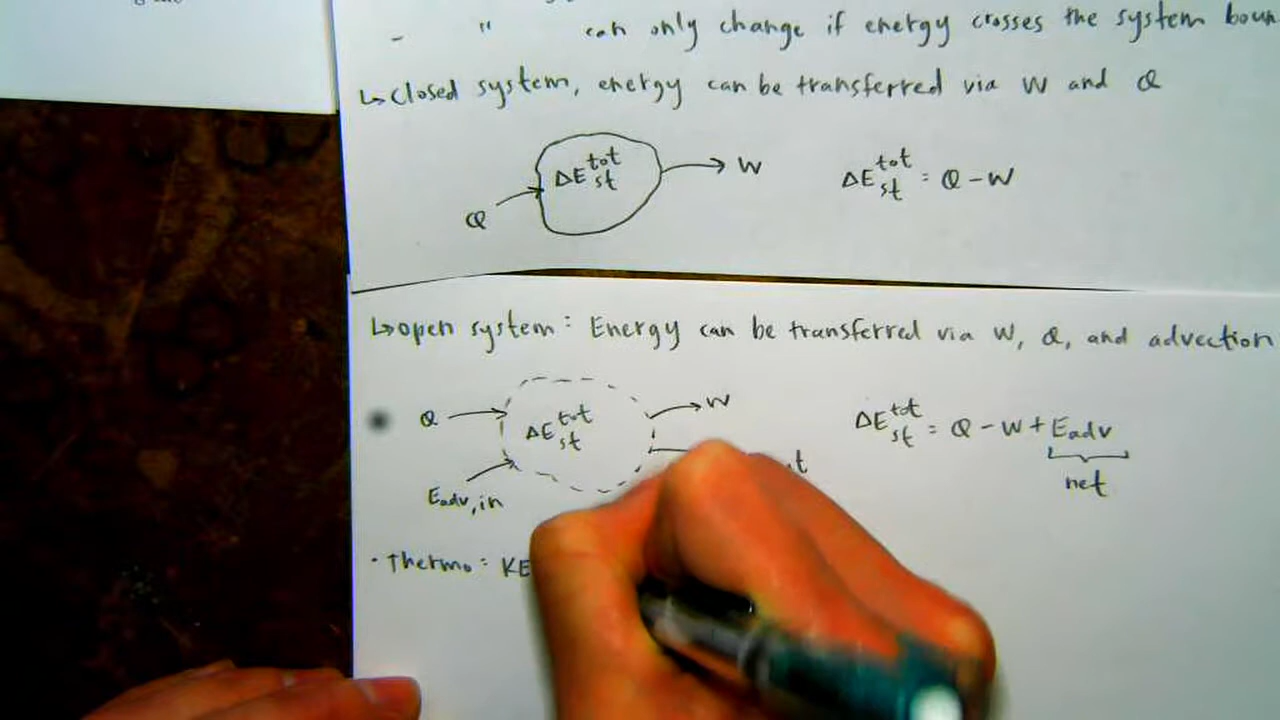 - " can only change if energy crosses the system boun
↳ Closed system, energy can be transferred via W and Q
ΔE st tot
W
Q
ΔE st tot = Q - W
↳ open system: Energy can be transferred via W, Q, and advection
Q
ΔE st tot
W
Eadv,in
t
ΔE st tot = Q - W + Eadv
net
• Thermo: KE